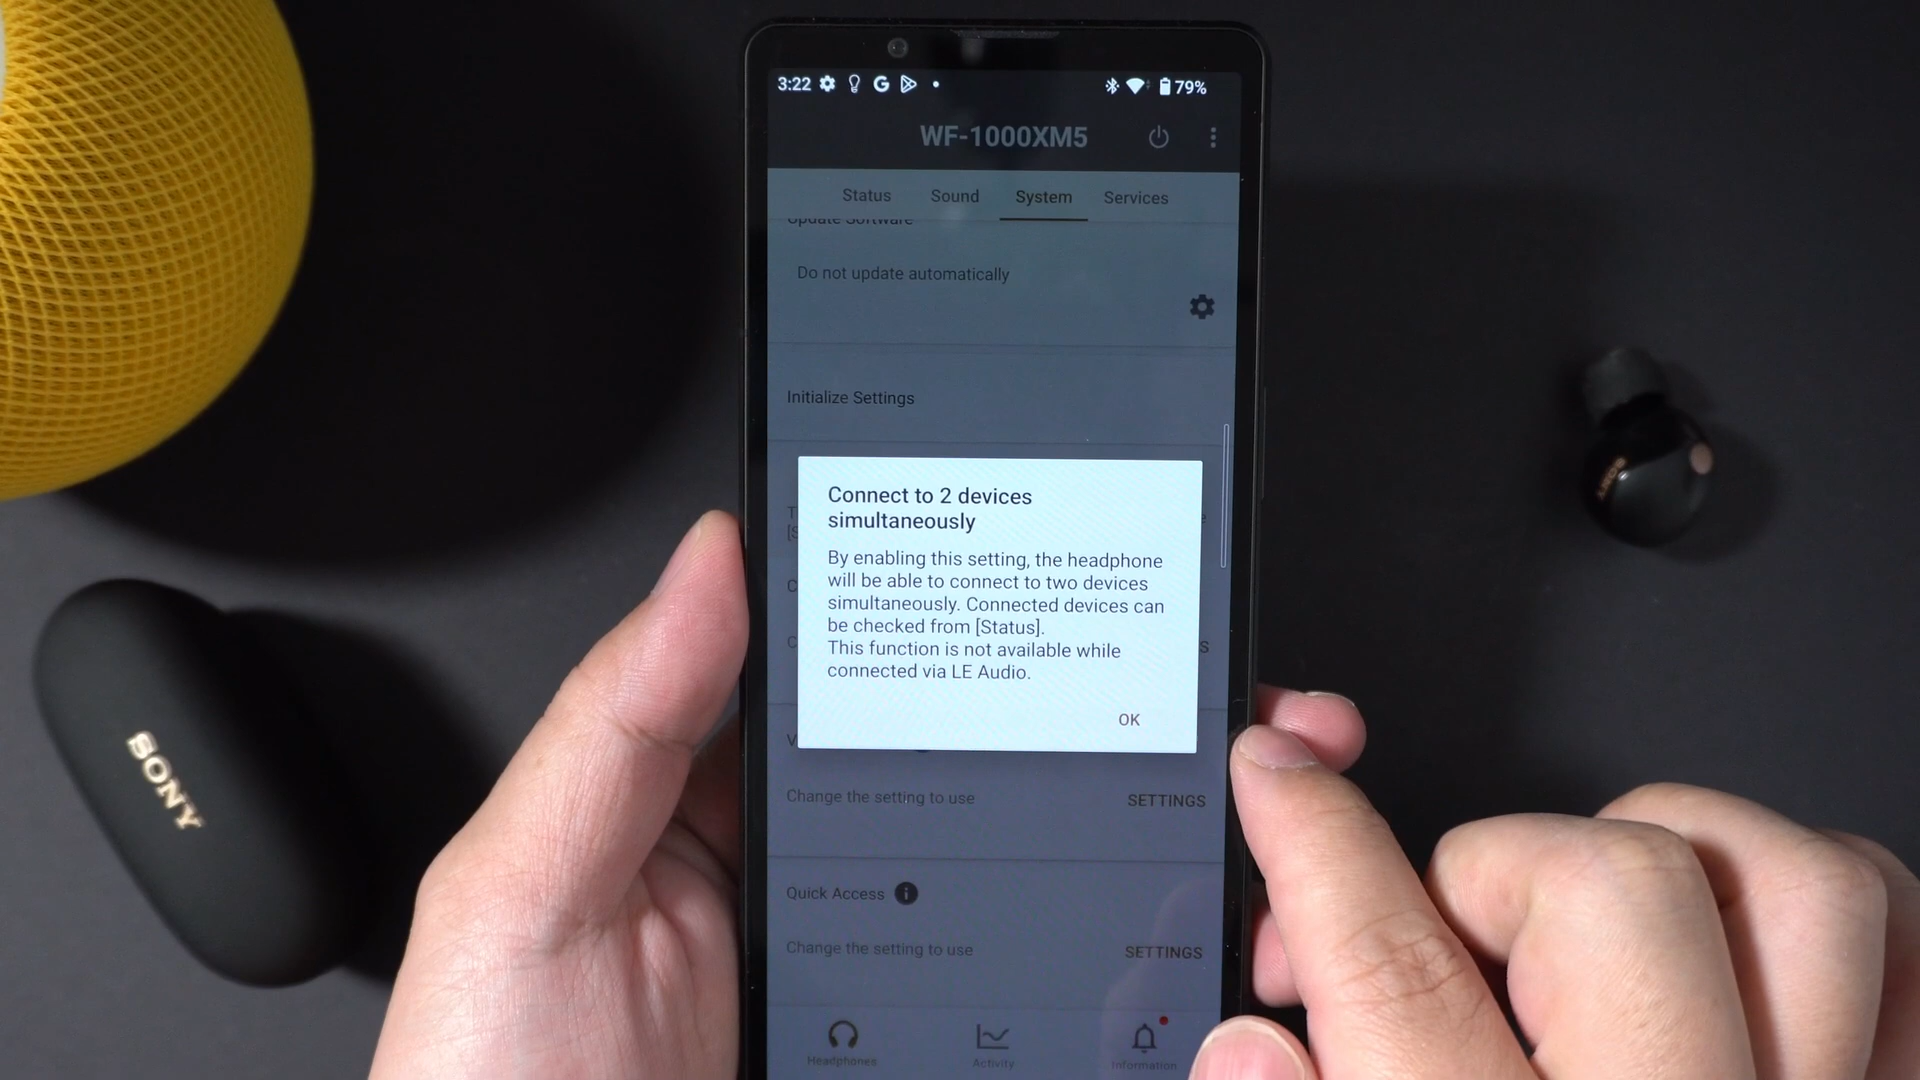 3:22 G 79%
WF-1000XM5
Status Sound System Services
Update Software
Do not update automatically
Initialize Settings
Connect to 2 devices
simultaneously
By enabling this setting, the headphone
will be able to connect to two devices
simultaneously. Connected devices can
be checked from [Status].
This function is not available while
connected via LE Audio.
OK
Change the setting to use SETTINGS
Quick Access
Change the setting to use SETTINGS
Headphones Activity Information
SONY
SONY